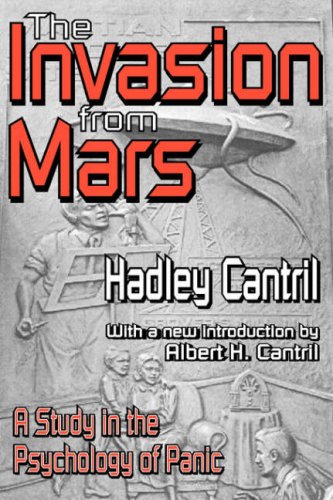 The
Invasion
from
Mars
Hadley Cantril
With a new introduction by
Albert H. Cantril
A Study in the
Psychology of Panic